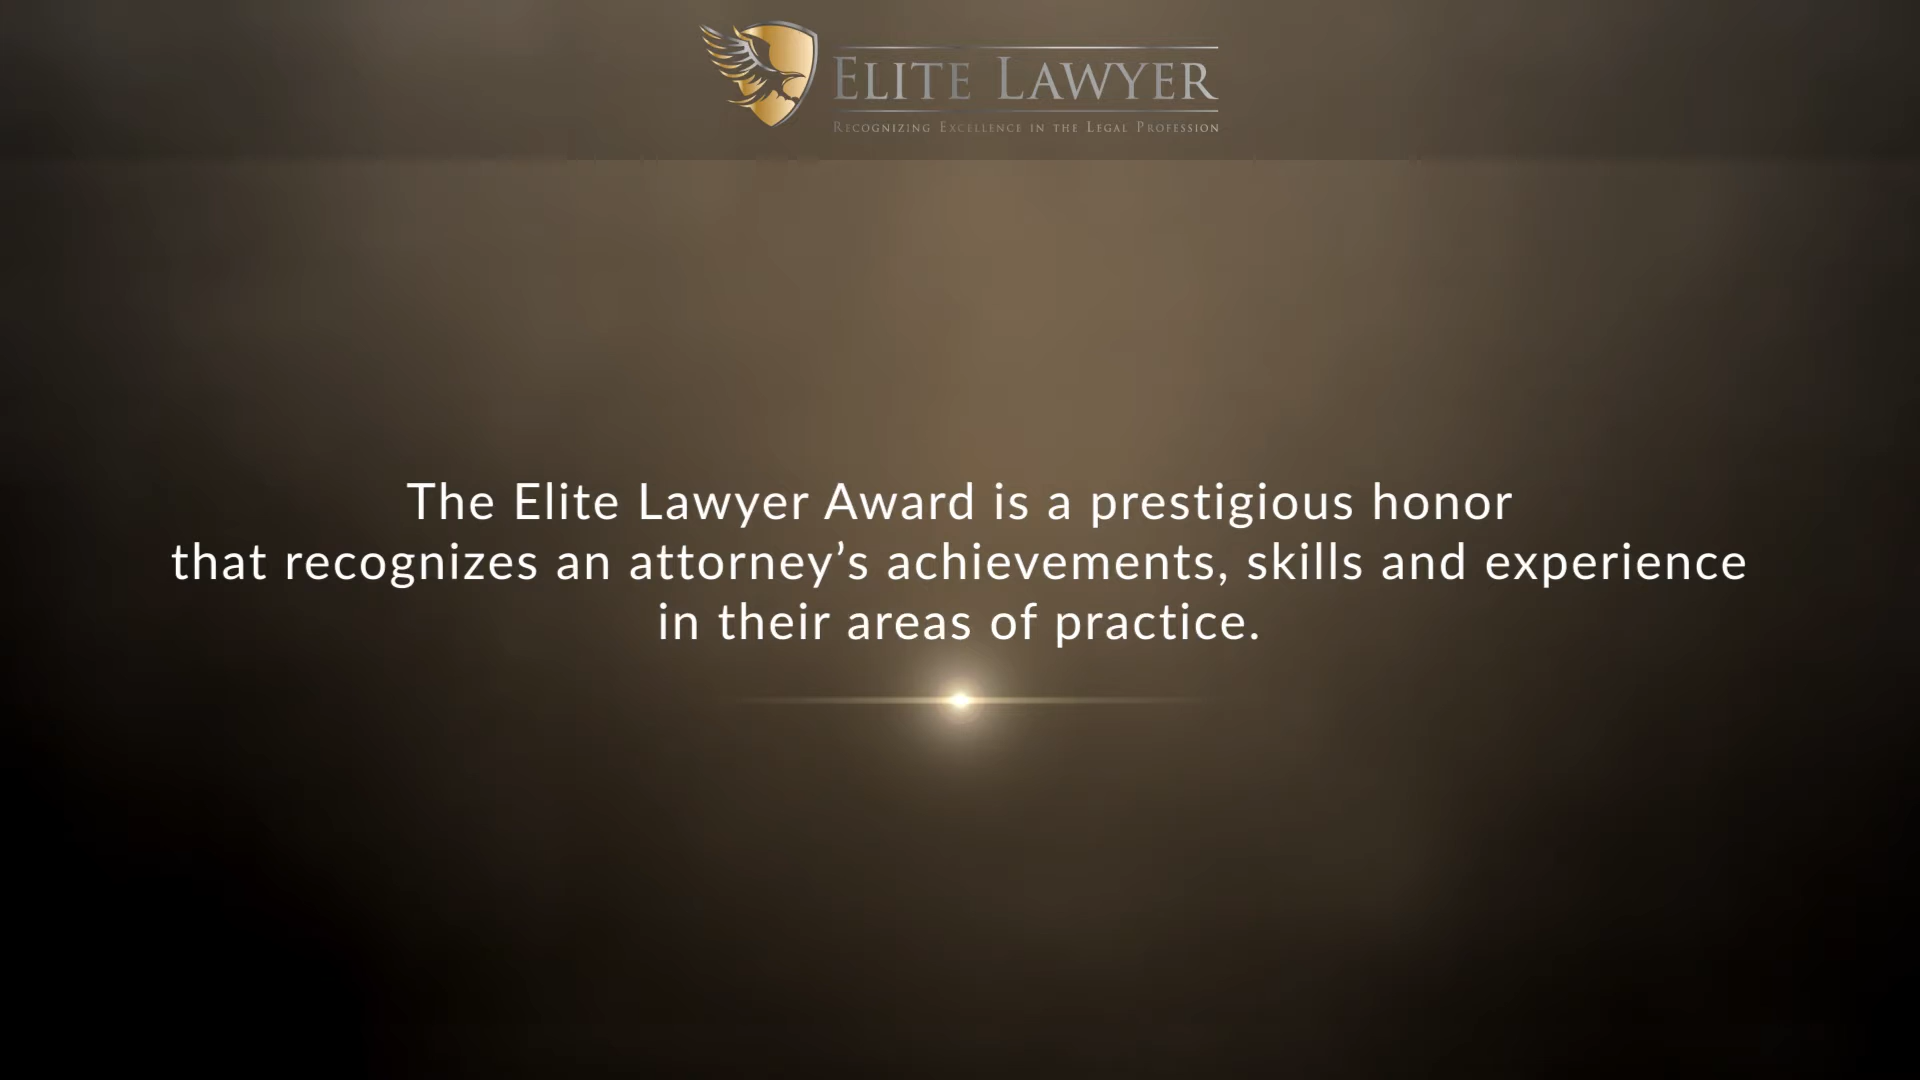 ELITE LAWYER
RECOGNIZING EXCELLENCE IN THE LEGAL PROFESSION
The Elite Lawyer Award is a prestigious honor
that recognizes an attorney’s achievements, skills and experience
in their areas of practice.